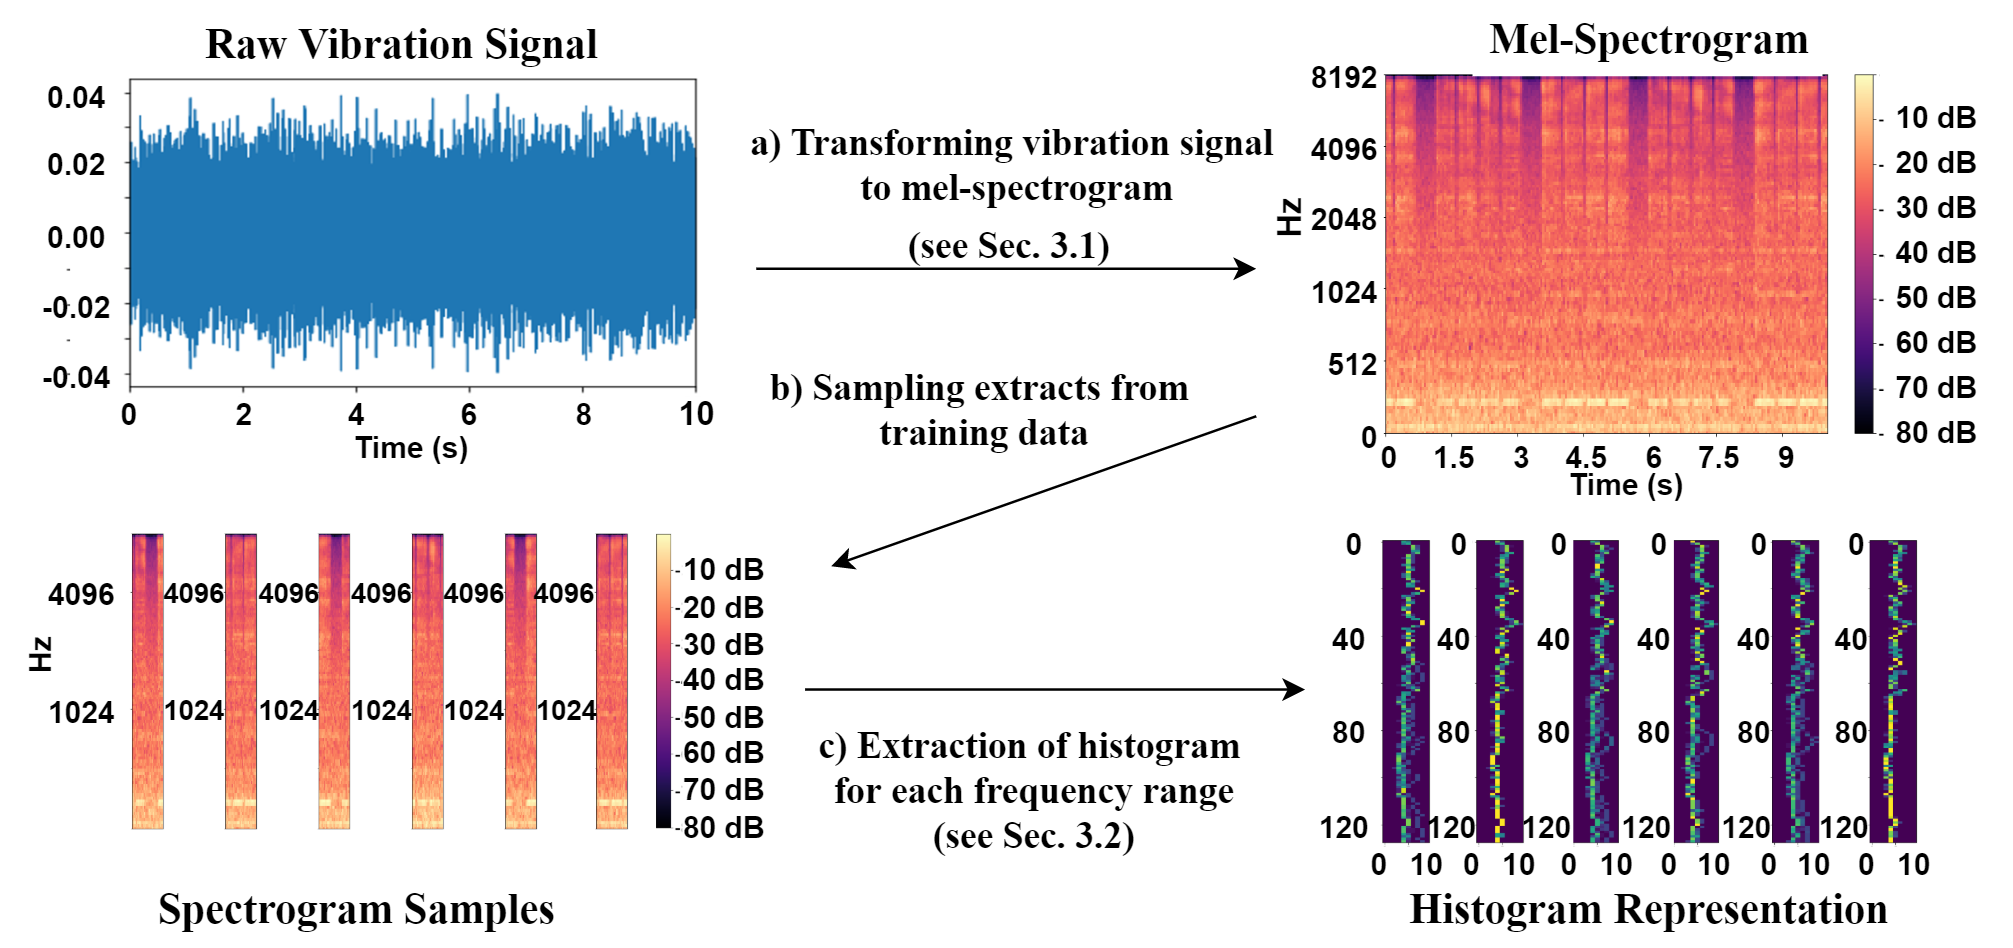 Raw Vibration Signal
0.04
0.02
0.00
-0.02
-0.04
0 2 4 6 8 10
Time (s)
a) Transforming vibration signal
to mel-spectrogram
(see Sec. 3.1)
Mel-Spectrogram
8192
4096
2048
1024
512
0
Hz
0 1.5 3 4.5 6 7.5 9
Time (s)
- 10 dB
- 20 dB
- 30 dB
- 40 dB
- 50 dB
- 60 dB
- 70 dB
- 80 dB
b) Sampling extracts from
training data
Hz
4096 4096 4096 4096 4096 4096
1024 1024 1024 1024 1024 1024
-10 dB
-20 dB
-30 dB
-40 dB
-50 dB
-60 dB
-70 dB
-80 dB
Spectrogram Samples
c) Extraction of histogram
for each frequency range
(see Sec. 3.2)
0 0 0 0 0 0
40 40 40 40 40 40
80 80 80 80 80 80
120 120 120 120 120 120
0 10 0 10 0 10 0 10 0 10 0 10
Histogram Representation